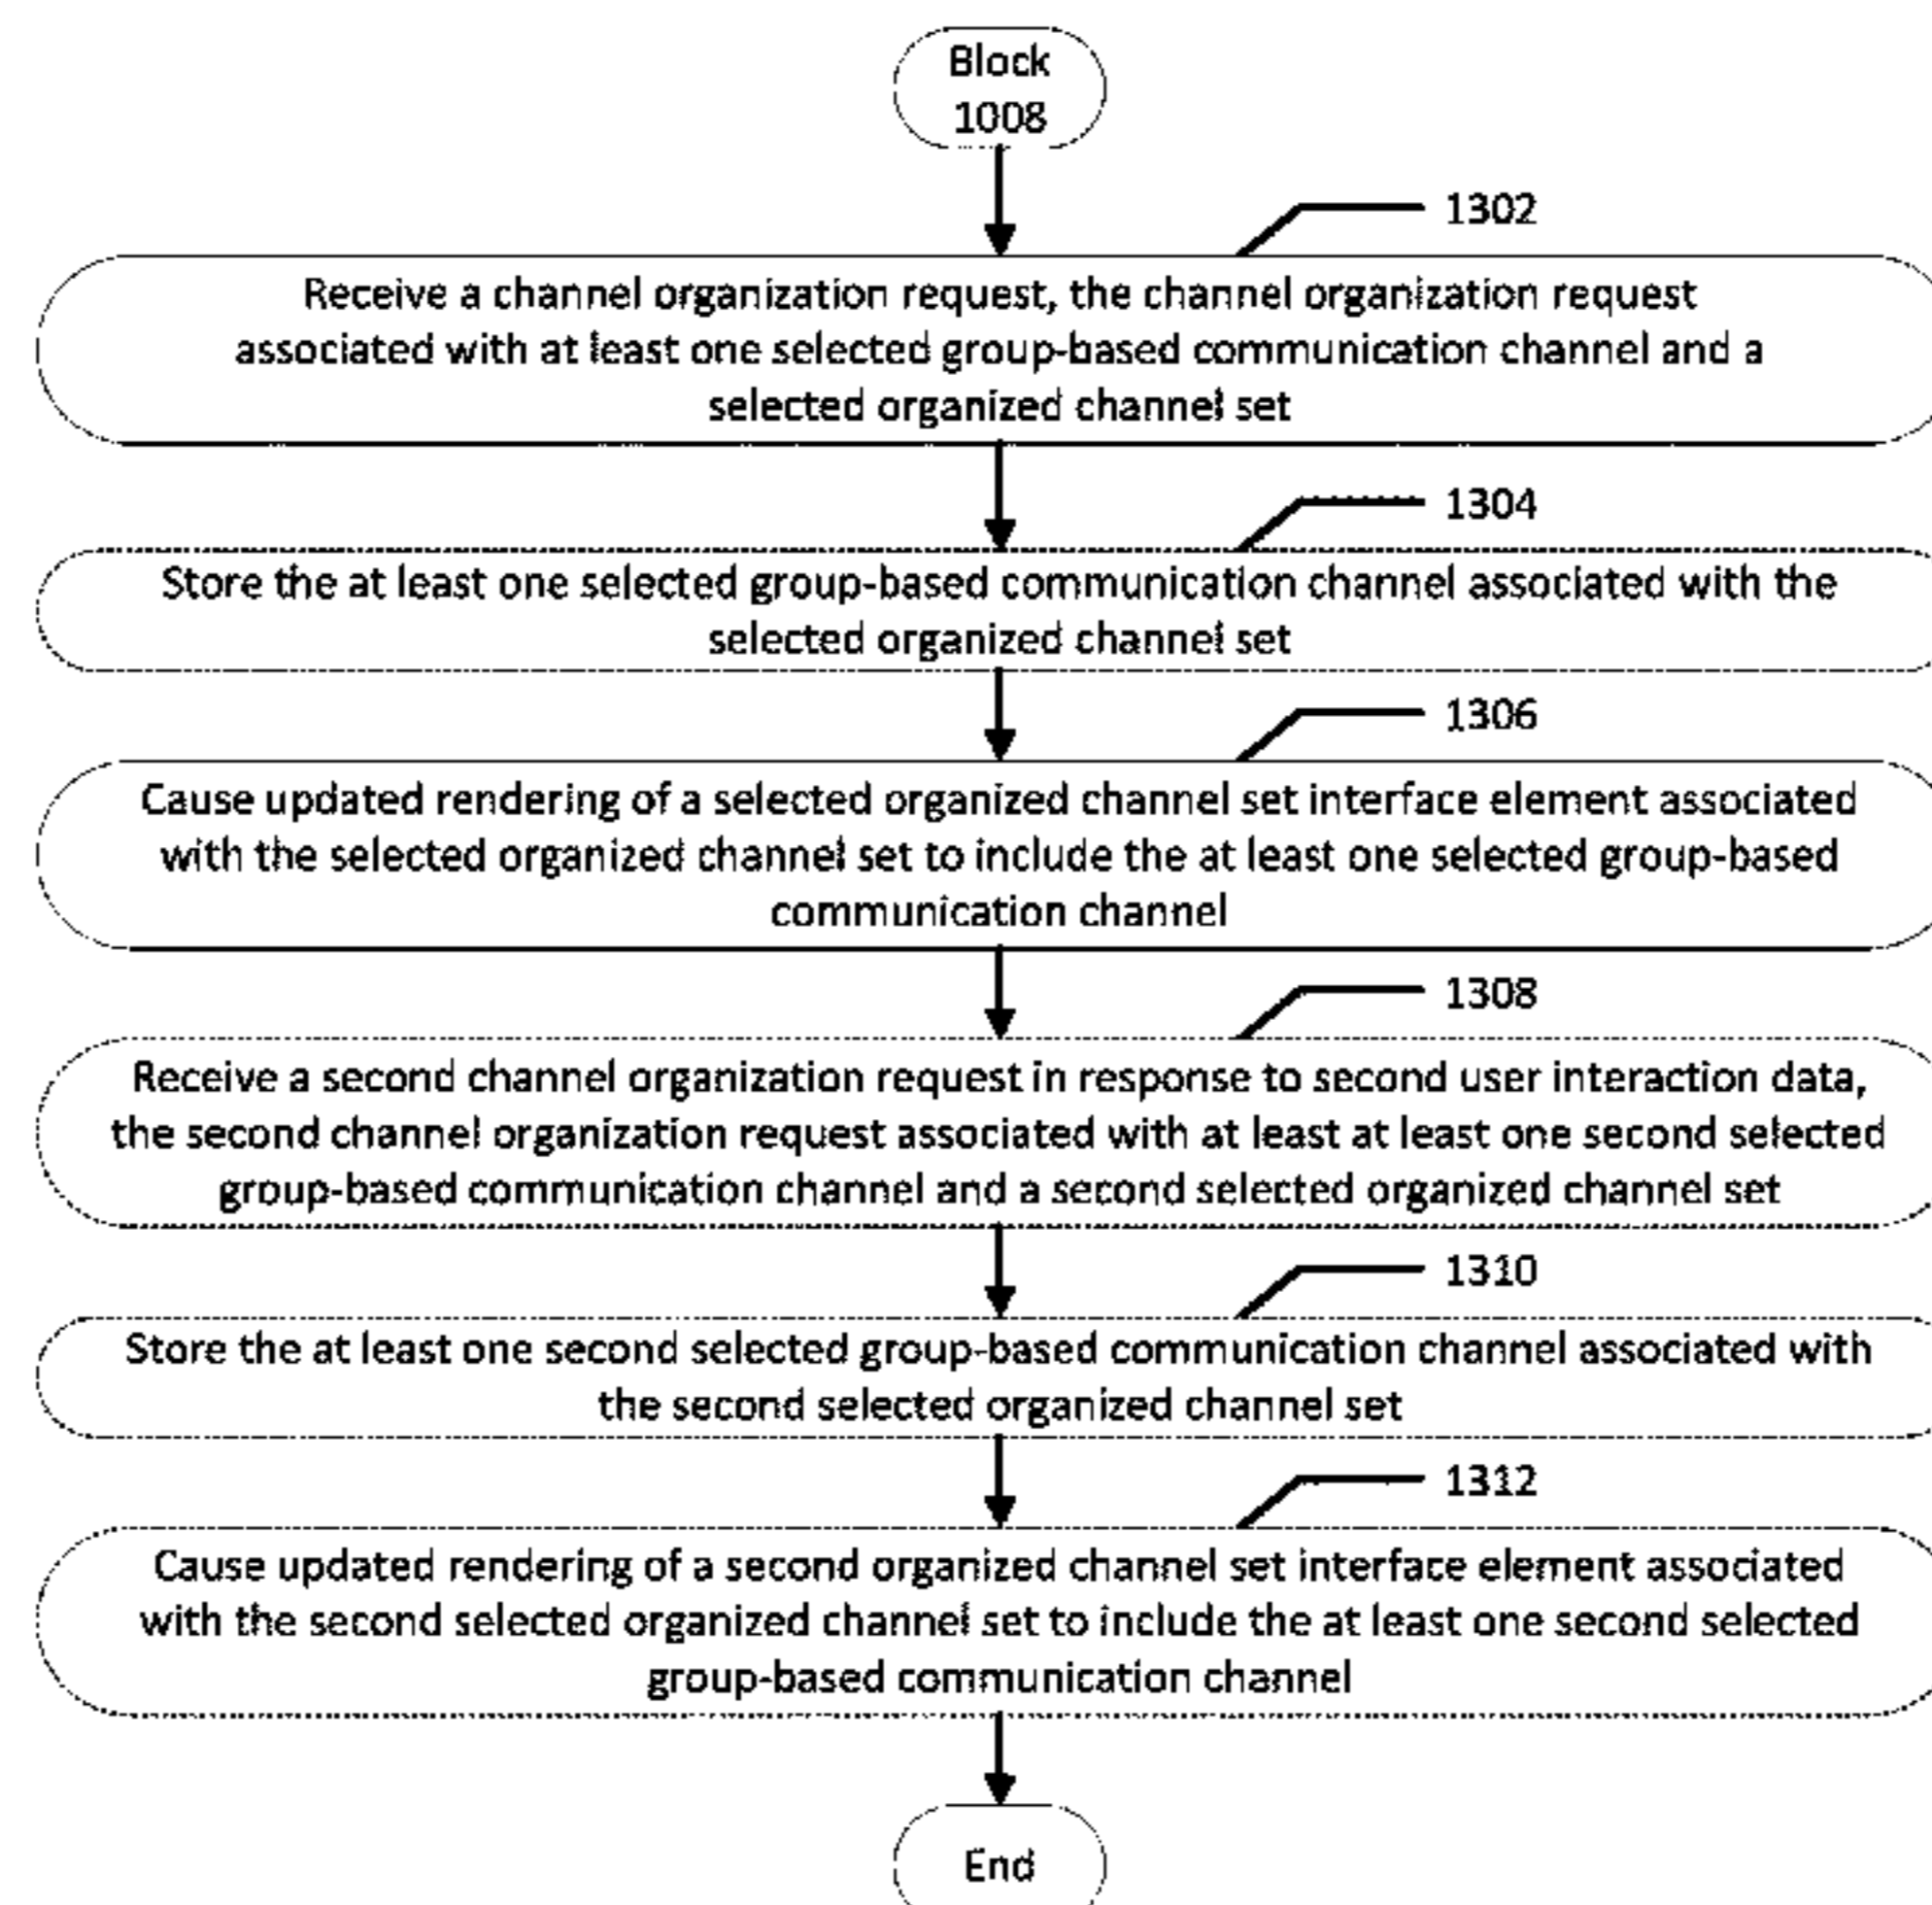 Block
1008
1302
Receive a channel organization request, the channel organization request
associated with at least one selected group-based communication channel and a
selected organized channel set
1304
Store the at least one selected group-based communication channel associated with the
selected organized channel set
1306
Cause updated rendering of a selected organized channel set interface element associated
with the selected organized channel set to include the at least one selected group-based
communication channel
1308
Receive a second channel organization request in response to second user interaction data,
the second channel organization request associated with at least at least one second selected
group-based communication channel and a second selected organized channel set
1310
Store the at least one second selected group-based communication channel associated with
the second selected organized channel set
1312
Cause updated rendering of a second organized channel set interface element associated
with the second selected organized channel set to include the at least one second selected
group-based communication channel
End